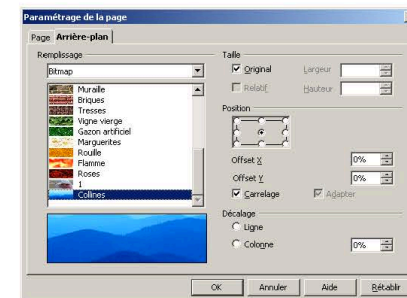 Paramétrage de la page
Page Arrière-plan
Remplissage
Bitmap
Muraille
Briques
Tresses
Vigne vierge
Gazon artificiel
Marguerites
Rouille
Flamme
Roses
1
Collines
Taille
Original Largeur
Relatif Hauteur
Position
Offset X 0%
Offset Y 0%
Carrelage Adapter
Décalage
Ligne
Colonne 0%
OK Annuler Aide Rétablir